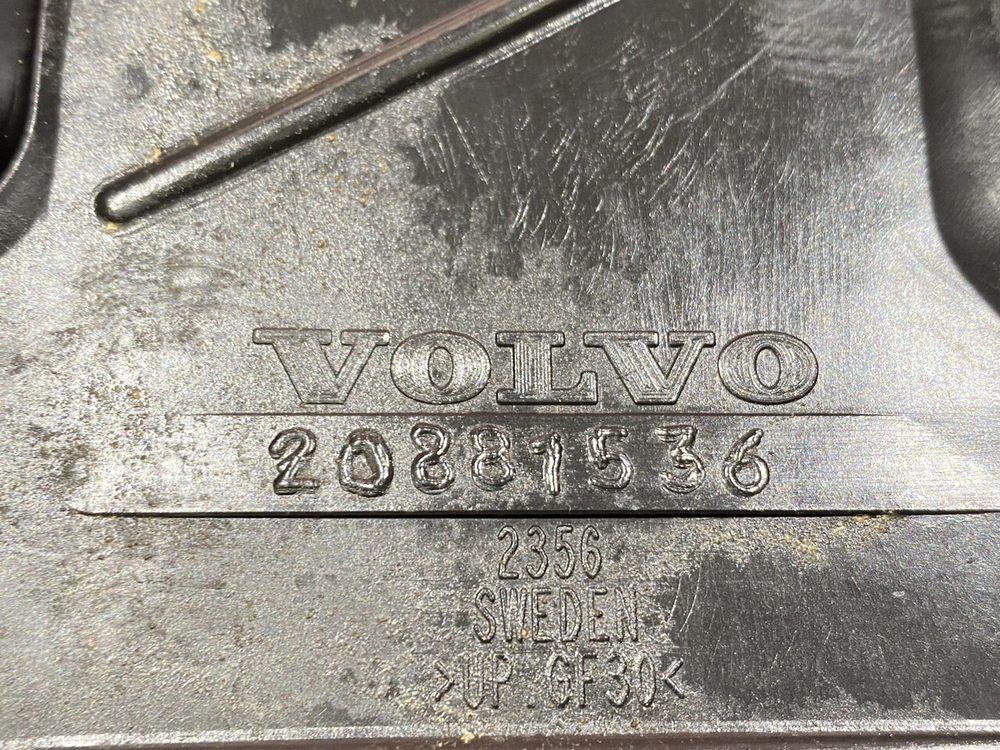 VOLVO
20881536
2356
SWEDEN
>UP.GF30<